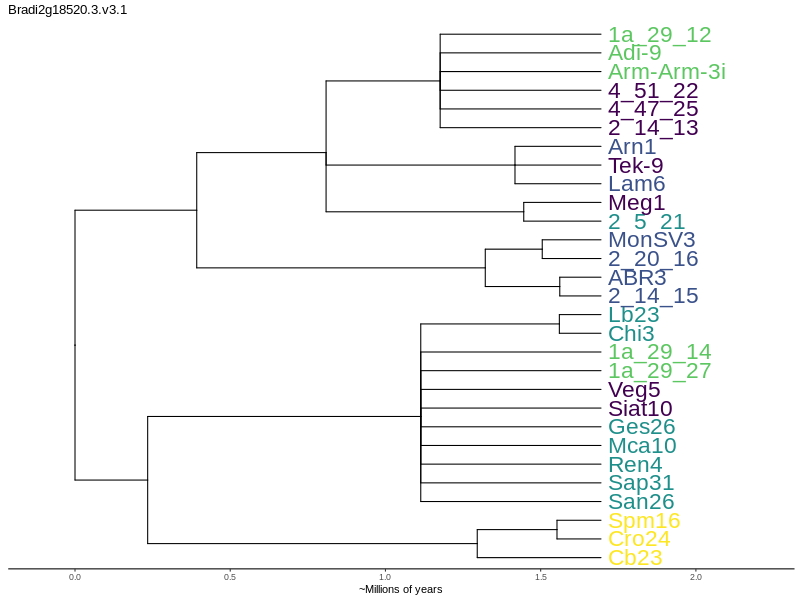 Bradi2g18520.3.v3.1
1a_29_12
Adi-9
Arm-Arm-3i
4_51_22
4_47_25
2_14_13
Arn1
Tek-9
Lam6
Meg1
2_5_21
MonSV3
2_20_16
ABR3
2_14_15
Lb23
Chi3
1a_29_14
1a_29_27
Veg5
Siat10
Ges26
Mca10
Ren4
Sap31
San26
Spm16
Cro24
Cb23
0.0 0.5 1.0 1.5 2.0
~Millions of years